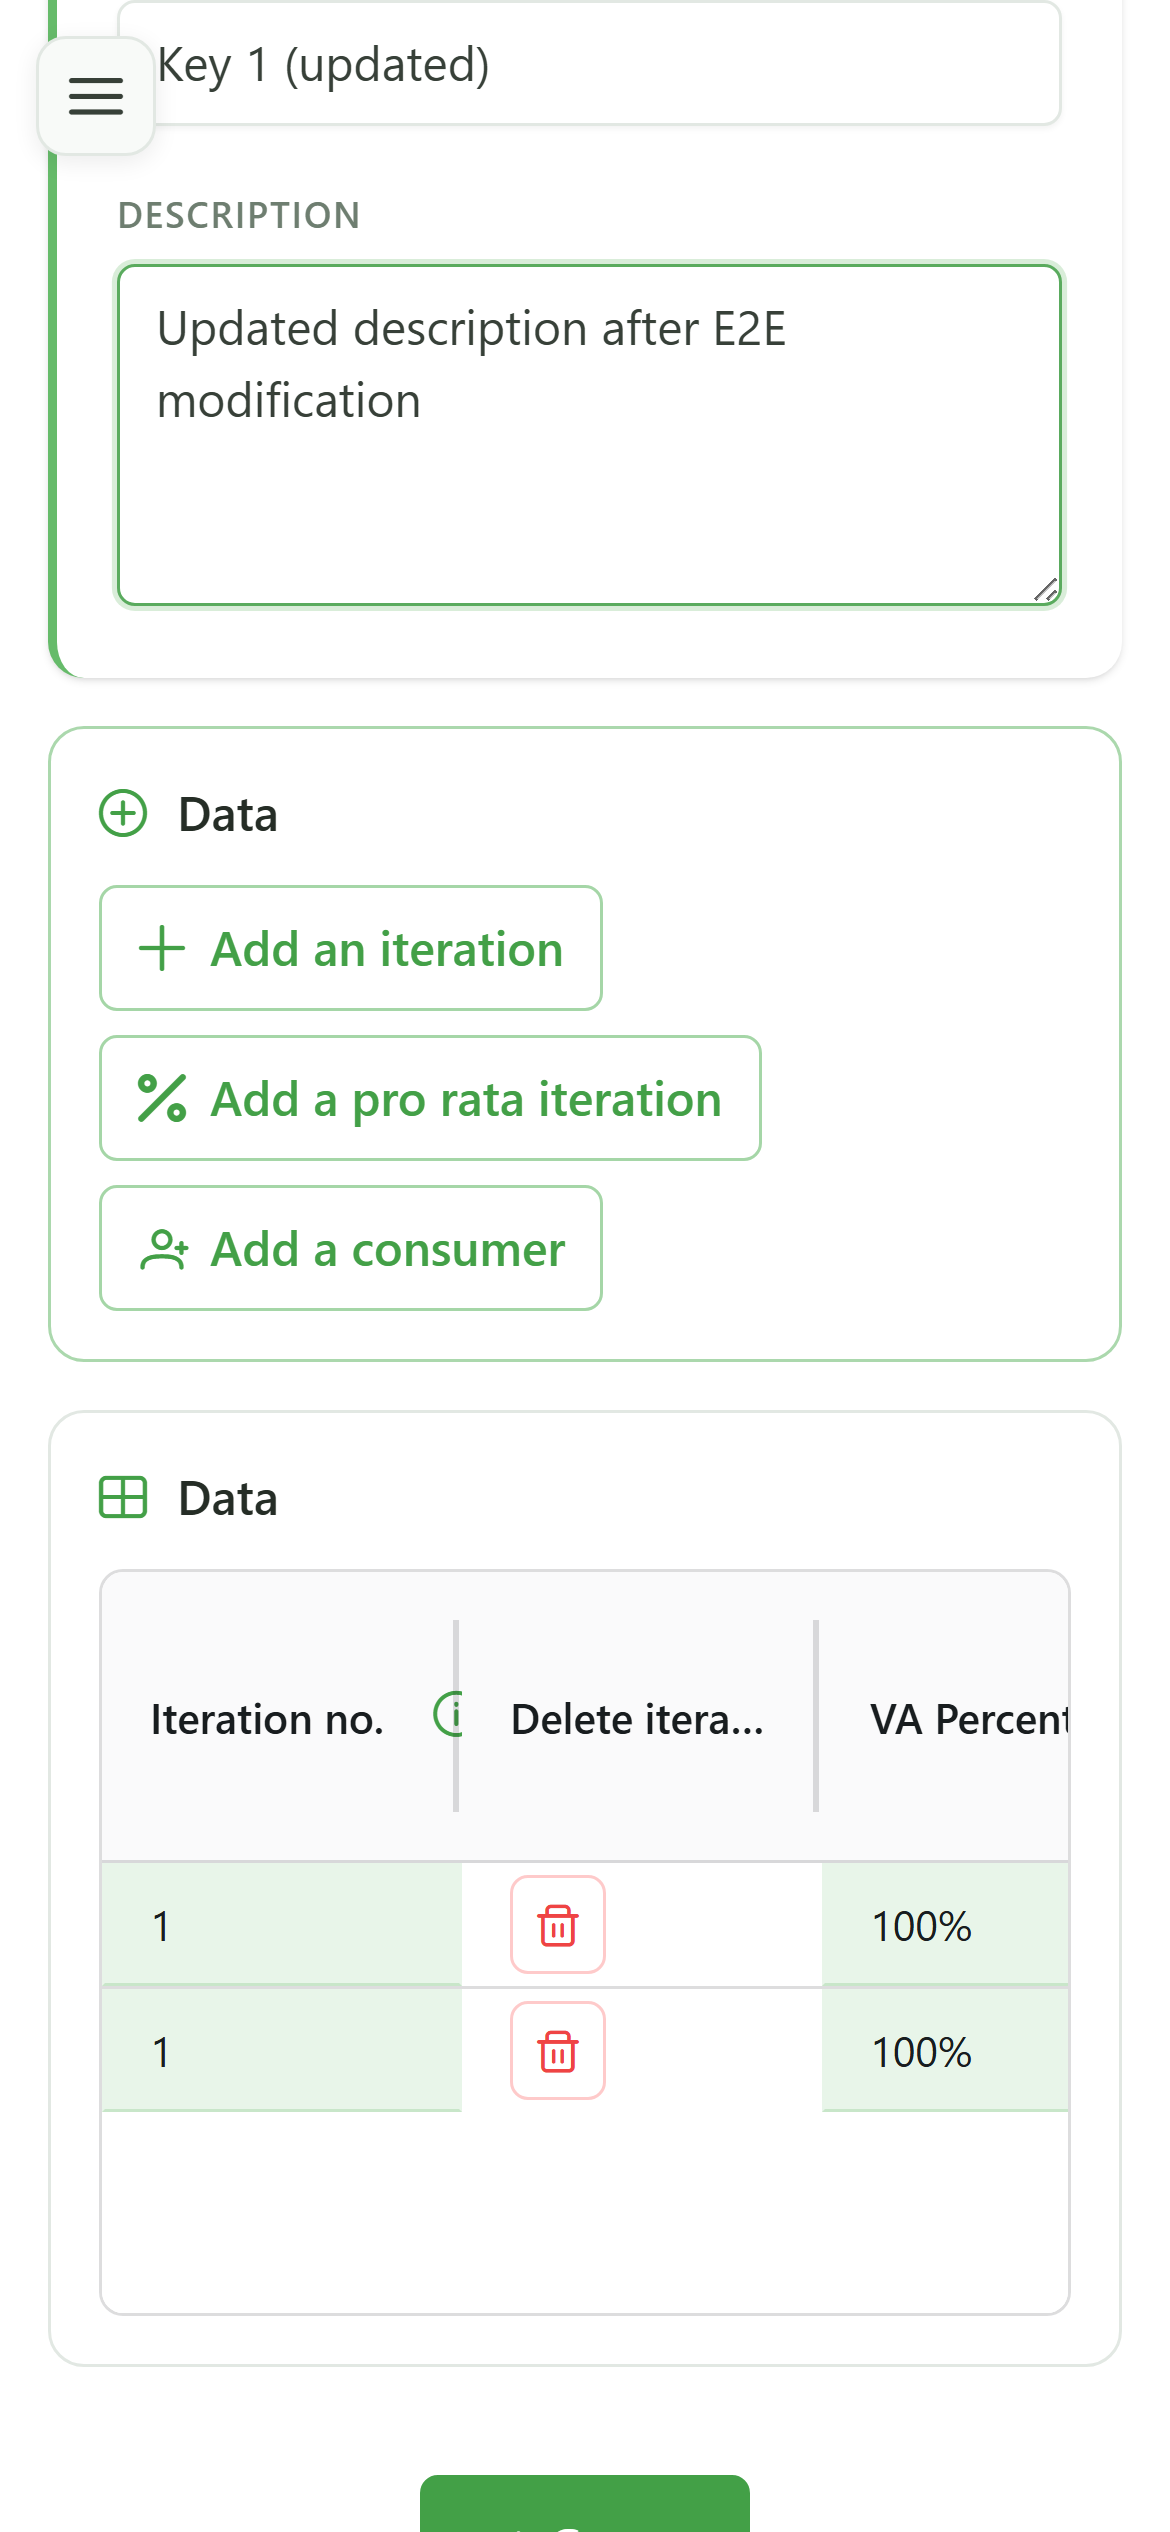 Key 1 (updated)
DESCRIPTION
Updated description after E2E
modification
Data
Add an iteration
Add a pro rata iteration
Add a consumer
Data
Iteration no. Delete itera... VA Percent
1 100%
1 100%